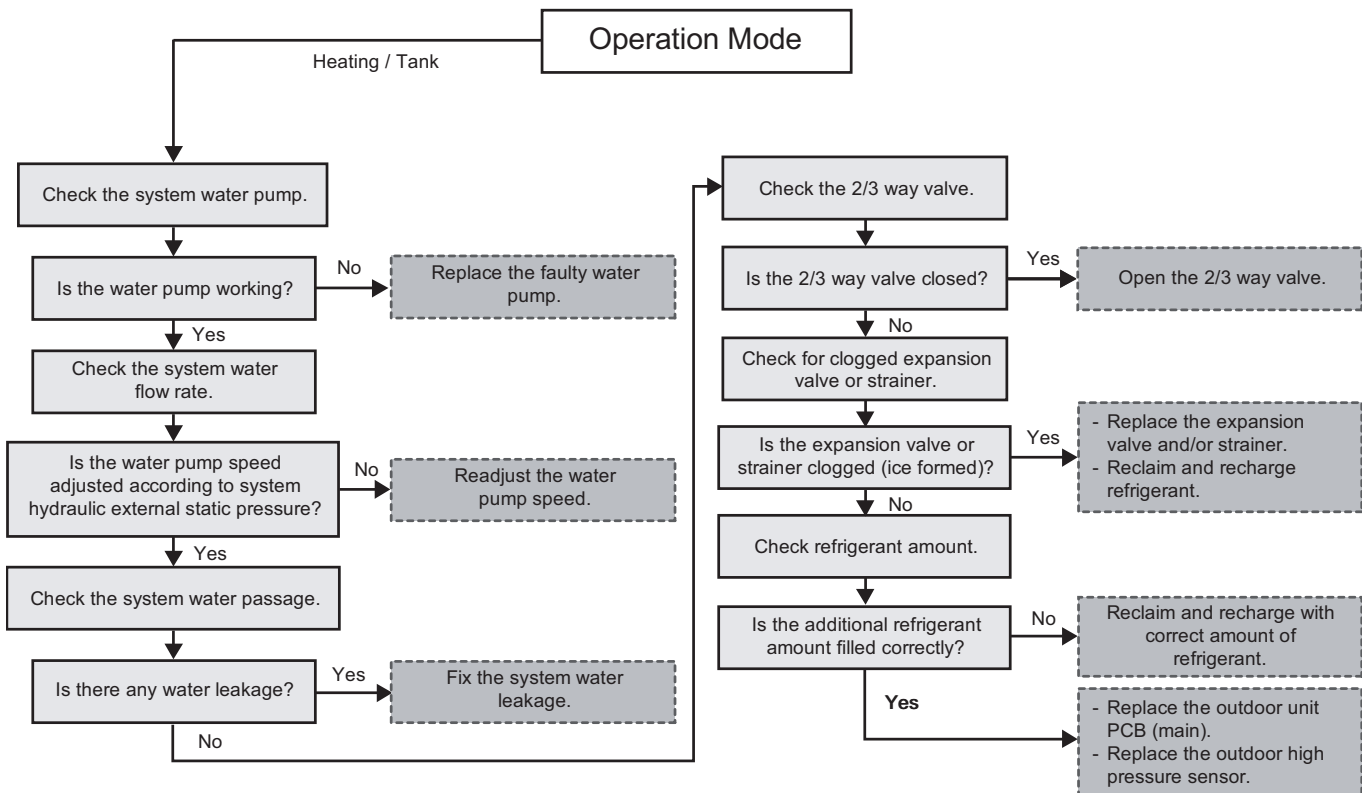 Operation Mode
Heating / Tank
Check the system water pump.
Is the water pump working?
No
Replace the faulty water
pump.
Yes
Check the system water
flow rate.
Is the water pump speed
adjusted according to system
hydraulic external static pressure?
No
Readjust the water
pump speed.
Yes
Check the system water passage.
Is there any water leakage?
Yes
Fix the system water
leakage.
No
Check the 2/3 way valve.
Is the 2/3 way valve closed?
Yes
Open the 2/3 way valve.
No
Check for clogged expansion
valve or strainer.
Is the expansion valve or
strainer clogged (ice formed)?
Yes
- Replace the expansion
valve and/or strainer.
- Reclaim and recharge
refrigerant.
No
Check refrigerant amount.
Is the additional refrigerant
amount filled correctly?
No
Reclaim and recharge with
correct amount of
refrigerant.
Yes
- Replace the outdoor unit
PCB (main).
- Replace the outdoor high
pressure sensor.